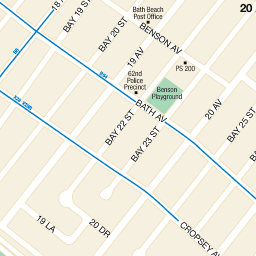 Bath Beach
Post Office
18
20
BAY 19 ST
BAY 20 ST
BENSON AV
19 AV
B8
B64
62nd
Police
Precinct
PS 200
Benson
Playground
BATH AV
20 AV
BAY 22 ST
BAY 23 ST
BAY 25 ST
19 LA
20 DR
CROPSEY AV